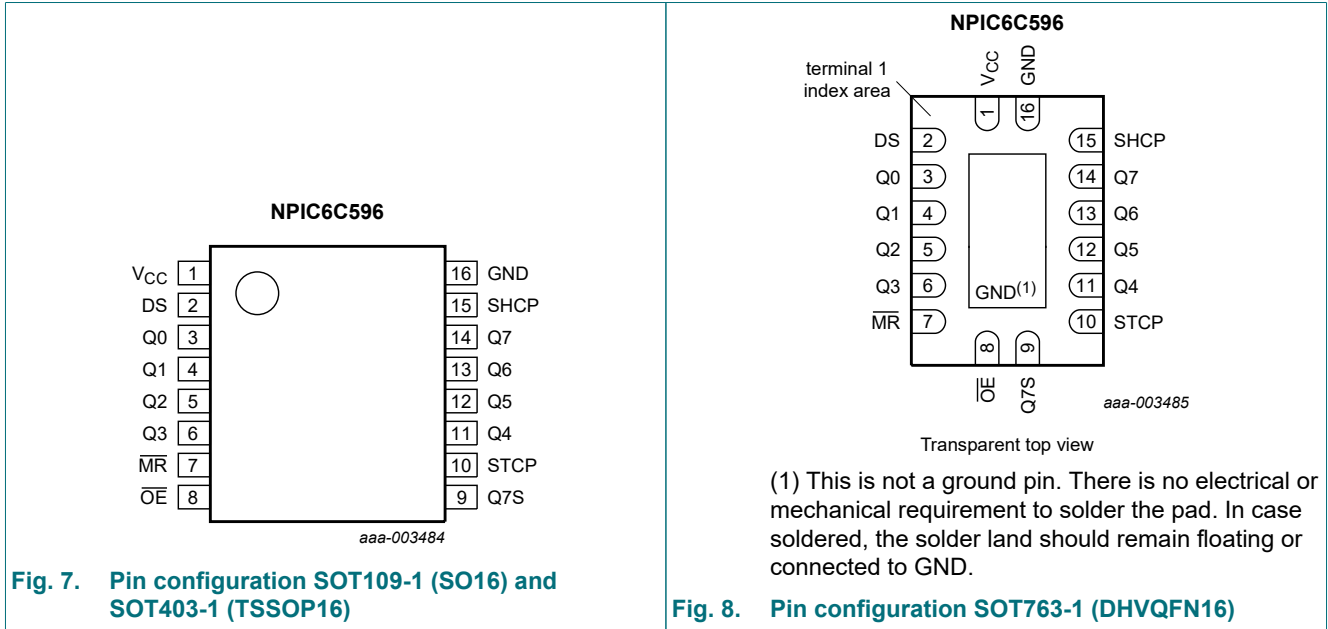 NPIC6C596
VCC 1
DS 2
Q0 3
Q1 4
Q2 5
Q3 6
M̅R̅ 7
O̅E̅ 8
16 GND
15 SHCP
14 Q7
13 Q6
12 Q5
11 Q4
10 STCP
9 Q7S
aaa-003484
Fig. 7. Pin configuration SOT109-1 (SO16) and
SOT403-1 (TSSOP16)
NPIC6C596
terminal 1
index area
VCC
GND
1
16
DS 2
Q0 3
Q1 4
Q2 5
Q3 6
M̅R̅ 7
15 SHCP
14 Q7
13 Q6
12 Q5
11 Q4
10 STCP
GND(1)
8
9
O̅E̅
Q7S
aaa-003485
Transparent top view
(1) This is not a ground pin. There is no electrical or
mechanical requirement to solder the pad. In case
soldered, the solder land should remain floating or
connected to GND.
Fig. 8. Pin configuration SOT763-1 (DHVQFN16)